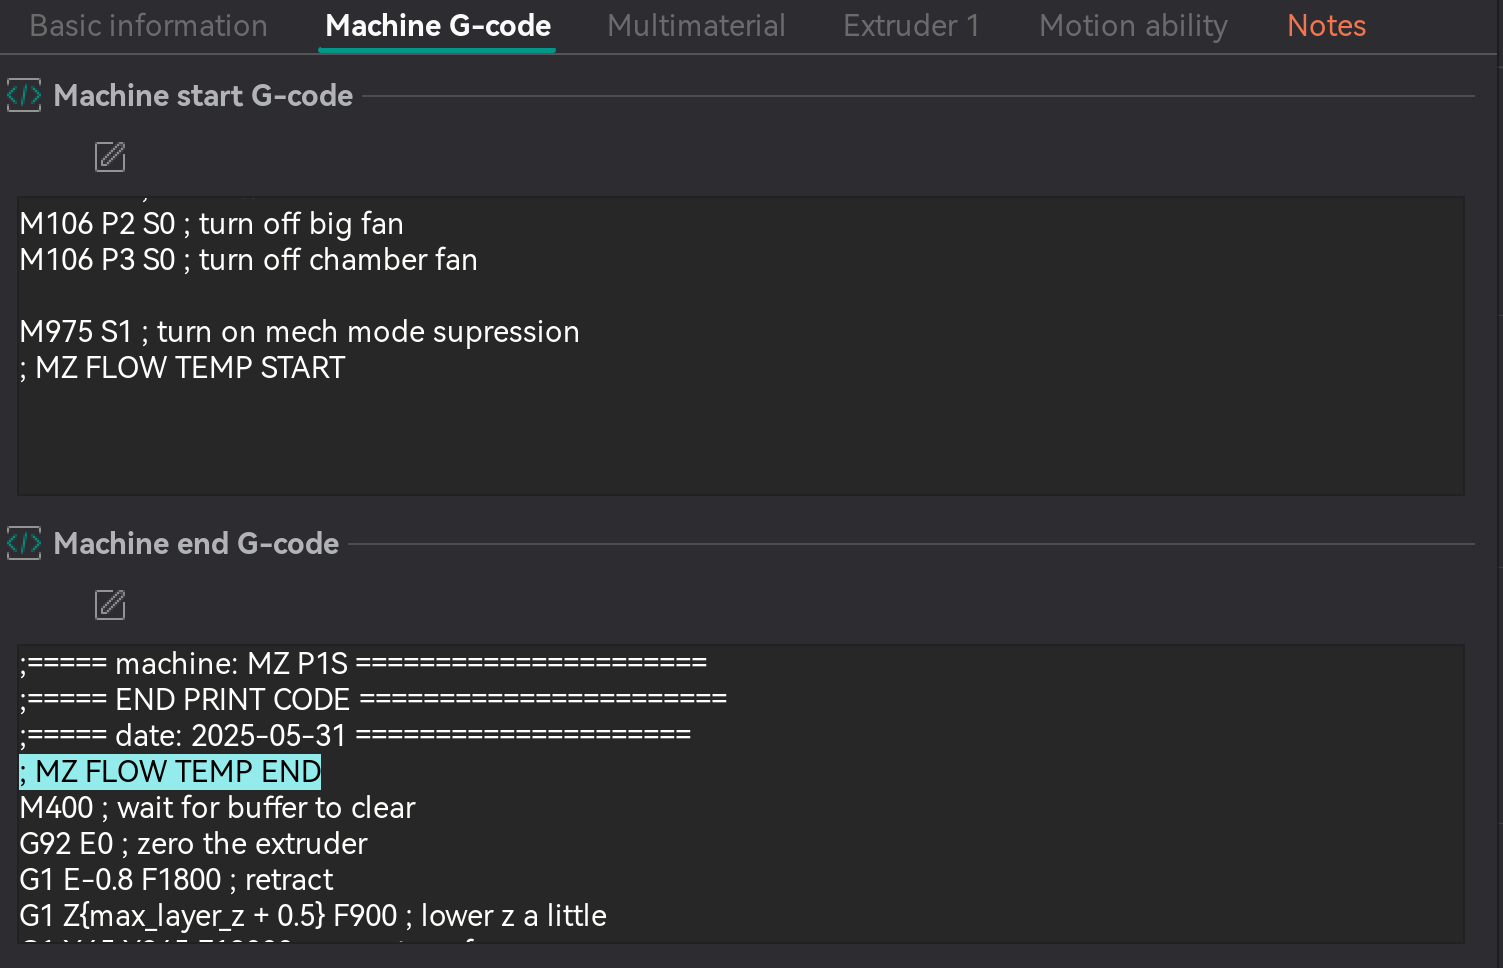 Basic information Machine G-code Multimaterial Extruder 1 Motion ability Notes
Machine start G-code
M106 P2 S0 ; turn off big fan
M106 P3 S0 ; turn off chamber fan
M975 S1 ; turn on mech mode supression
; MZ FLOW TEMP START
Machine end G-code
;===== machine: MZ P1S ======================
;===== END PRINT CODE =======================
;===== date: 2025-05-31 =====================
; MZ FLOW TEMP END
M400 ; wait for buffer to clear
G92 E0 ; zero the extruder
G1 E-0.8 F1800 ; retract
G1 Z{max_layer_z + 0.5} F900 ; lower z a little